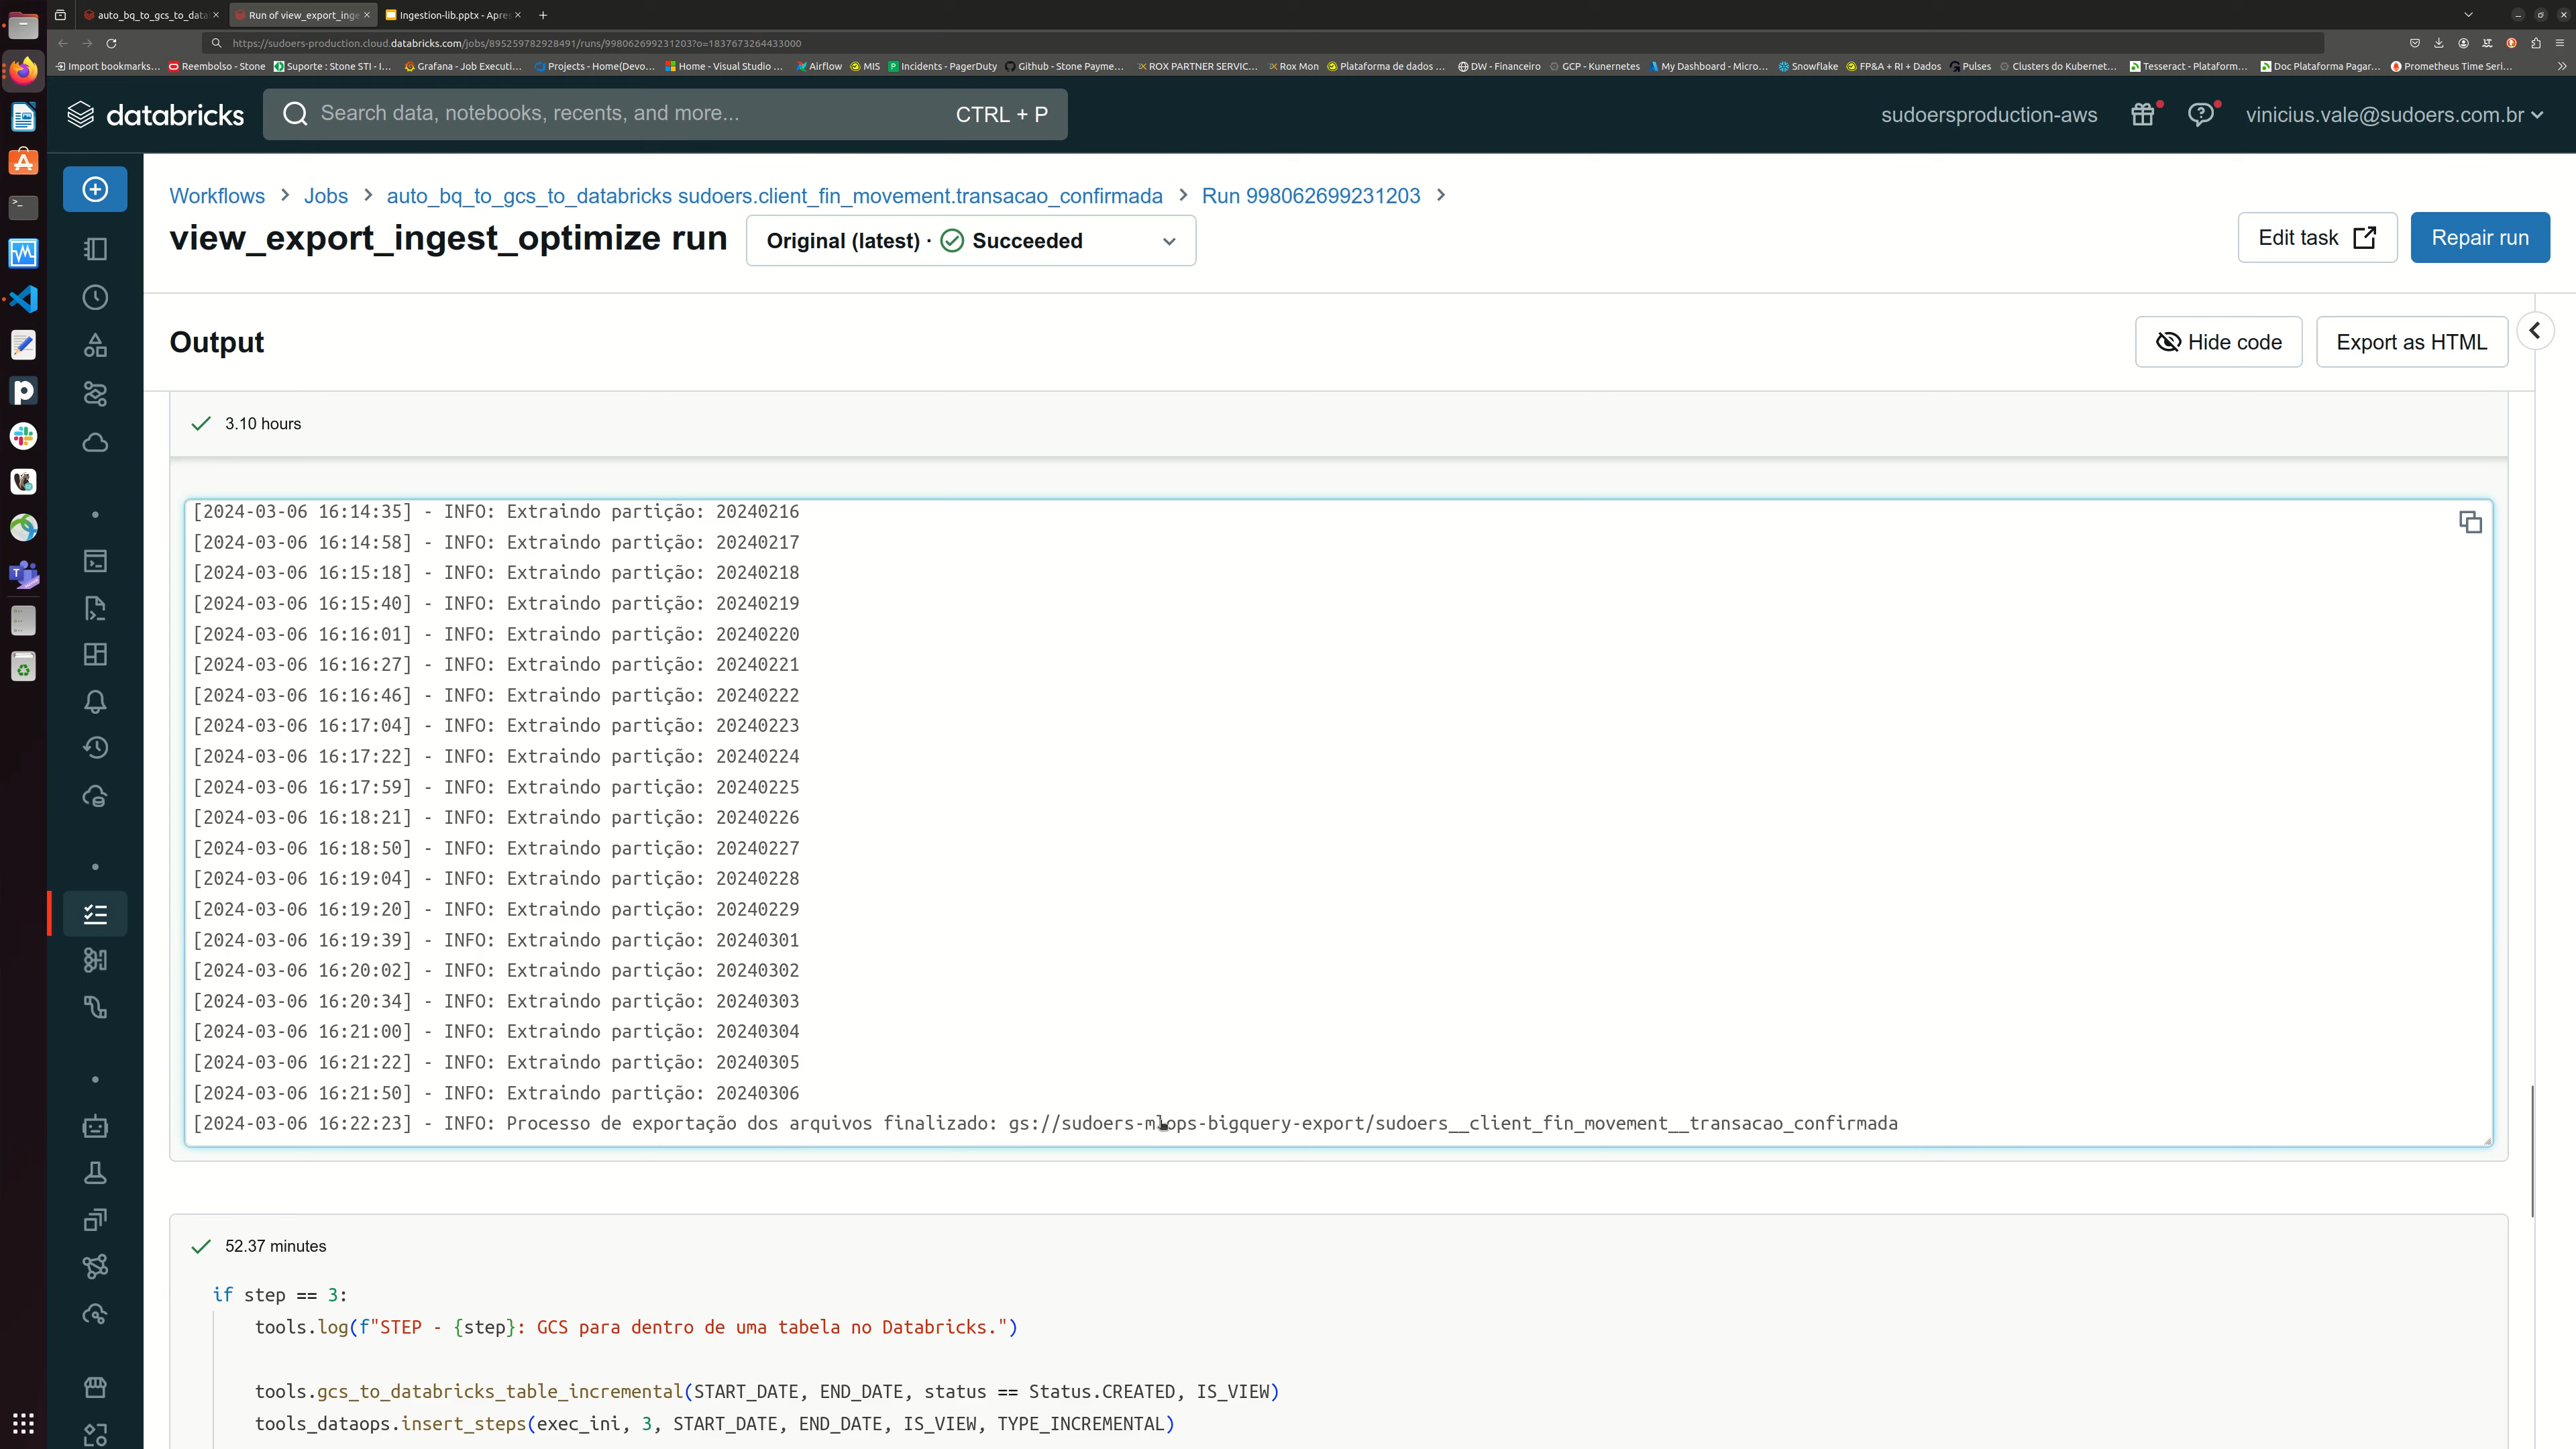 auto_bq_to_gcs_to_data
Run of view_export_inge
Ingestion-lib.pptx - Apres
https://sudoers-production.cloud.databricks.com/jobs/895259782928491/runs/998062699231203?o=1837673264433000
Import bookmarks...
Reembolso - Stone
Suporte : Stone STI - I...
Grafana - Job Executi...
Projects - Home(Devo...
Home - Visual Studio ...
Airflow
MIS
Incidents - PagerDuty
Github - Stone Payme...
ROX PARTNER SERVIC...
Rox Mon
Plataforma de dados ...
DW - Financeiro
GCP - Kunernetes
My Dashboard - Micro...
Snowflake
FP&A + RI + Dados
Pulses
Clusters do Kubernet...
Tesseract - Plataform...
Doc Plataforma Pagar...
Prometheus Time Seri...
databricks
Search data, notebooks, recents, and more...
CTRL + P
sudoersproduction-aws
vinicius.vale@sudoers.com.br
Workflows > Jobs > auto_bq_to_gcs_to_databricks sudoers.client_fin_movement.transacao_confirmada > Run 998062699231203 >
view_export_ingest_optimize run
Original (latest) · Succeeded
Edit task
Repair run
Output
Hide code
Export as HTML
3.10 hours
[2024-03-06 16:14:35] - INFO: Extraindo partição: 20240216
[2024-03-06 16:14:58] - INFO: Extraindo partição: 20240217
[2024-03-06 16:15:18] - INFO: Extraindo partição: 20240218
[2024-03-06 16:15:40] - INFO: Extraindo partição: 20240219
[2024-03-06 16:16:01] - INFO: Extraindo partição: 20240220
[2024-03-06 16:16:27] - INFO: Extraindo partição: 20240221
[2024-03-06 16:16:46] - INFO: Extraindo partição: 20240222
[2024-03-06 16:17:04] - INFO: Extraindo partição: 20240223
[2024-03-06 16:17:22] - INFO: Extraindo partição: 20240224
[2024-03-06 16:17:59] - INFO: Extraindo partição: 20240225
[2024-03-06 16:18:21] - INFO: Extraindo partição: 20240226
[2024-03-06 16:18:50] - INFO: Extraindo partição: 20240227
[2024-03-06 16:19:04] - INFO: Extraindo partição: 20240228
[2024-03-06 16:19:20] - INFO: Extraindo partição: 20240229
[2024-03-06 16:19:39] - INFO: Extraindo partição: 20240301
[2024-03-06 16:20:02] - INFO: Extraindo partição: 20240302
[2024-03-06 16:20:34] - INFO: Extraindo partição: 20240303
[2024-03-06 16:21:00] - INFO: Extraindo partição: 20240304
[2024-03-06 16:21:22] - INFO: Extraindo partição: 20240305
[2024-03-06 16:21:50] - INFO: Extraindo partição: 20240306
[2024-03-06 16:22:23] - INFO: Processo de exportação dos arquivos finalizado: gs://sudoers-mlops-bigquery-export/sudoers__client_fin_movement__transacao_confirmada
52.37 minutes
if step == 3:
tools.log(f"STEP - {step}: GCS para dentro de uma tabela no Databricks.")
tools.gcs_to_databricks_table_incremental(START_DATE, END_DATE, status == Status.CREATED, IS_VIEW)
tools_dataops.insert_steps(exec_ini, 3, START_DATE, END_DATE, IS_VIEW, TYPE_INCREMENTAL)